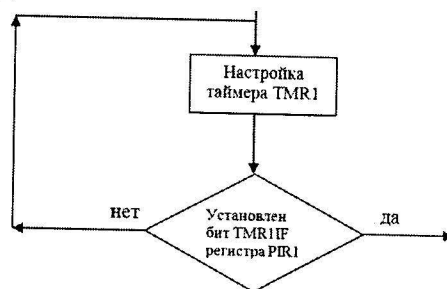 Настройка
таймера TMR1
нет
Установлен
бит TMR1IF
регистра PIR1
да